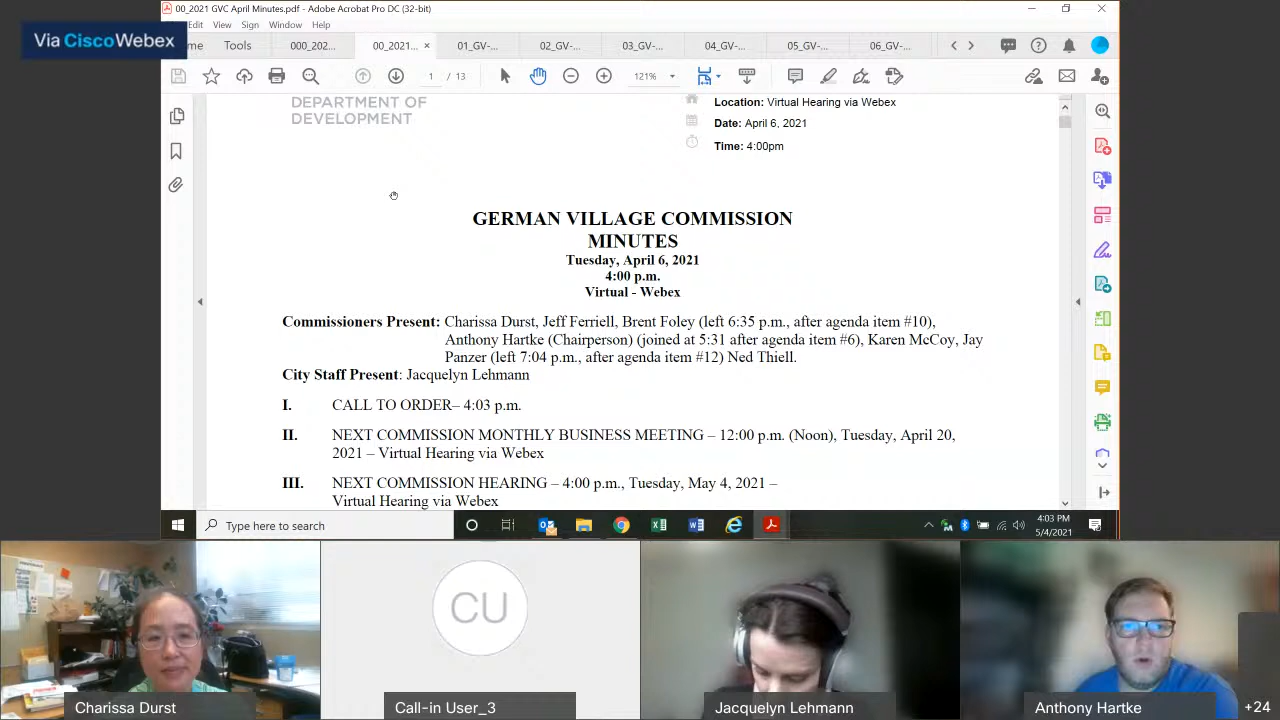 00_2021 GVC April Minutes.pdf - Adobe Acrobat Pro DC (32-bit)
View Sign Window Help
Via Cisco Webex
me Tools 000_202... 00_2021... × 01_GV-... 02_GV-... 03_GV-... 04_GV-... 05_GV-... 06_GV-...
1 / 13 121%
DEPARTMENT OF
DEVELOPMENT
Location: Virtual Hearing via Webex
Date: April 6, 2021
Time: 4:00pm
GERMAN VILLAGE COMMISSION
MINUTES
Tuesday, April 6, 2021
4:00 p.m.
Virtual - Webex
Commissioners Present: Charissa Durst, Jeff Ferriell, Brent Foley (left 6:35 p.m., after agenda item #10),
Anthony Hartke (Chairperson) (joined at 5:31 after agenda item #6), Karen McCoy, Jay
Panzer (left 7:04 p.m., after agenda item #12) Ned Thiell.
City Staff Present: Jacquelyn Lehmann
I. CALL TO ORDER– 4:03 p.m.
II. NEXT COMMISSION MONTHLY BUSINESS MEETING – 12:00 p.m. (Noon), Tuesday, April 20,
2021 – Virtual Hearing via Webex
III. NEXT COMMISSION HEARING – 4:00 p.m., Tuesday, May 4, 2021 –
Virtual Hearing via Webex
Type here to search
4:03 PM
5/4/2021
CU
Charissa Durst
Call-in User_3
Jacquelyn Lehmann
Anthony Hartke
+24